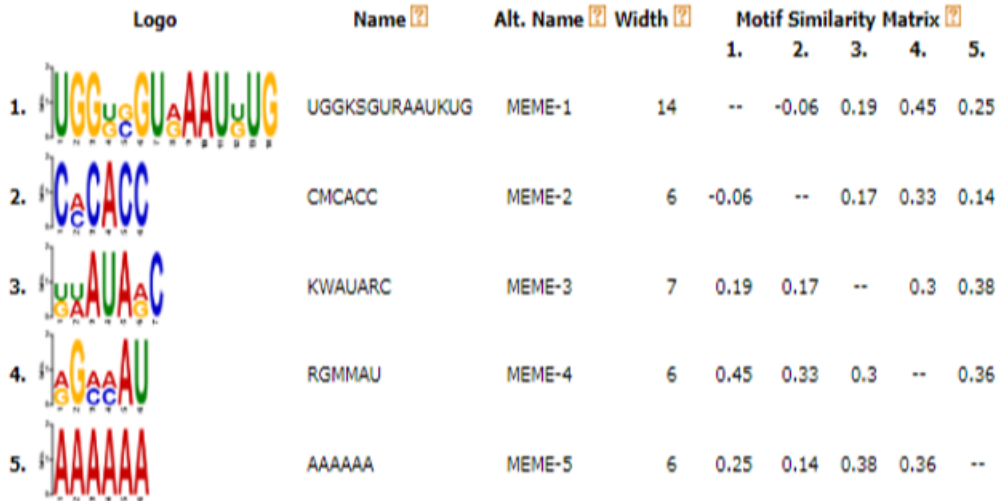 Logo Name ? Alt. Name ? Width ? Motif Similarity Matrix ?
1. 2. 3. 4. 5.
1. UGGKSGURAAUKUG MEME-1 14 -- -0.06 0.19 0.45 0.25
2. CMCACC MEME-2 6 -0.06 -- 0.17 0.33 0.14
3. KWAUARC MEME-3 7 0.19 0.17 -- 0.3 0.38
4. RGMMAU MEME-4 6 0.45 0.33 0.3 -- 0.36
5. AAAAAA MEME-5 6 0.25 0.14 0.38 0.36 --